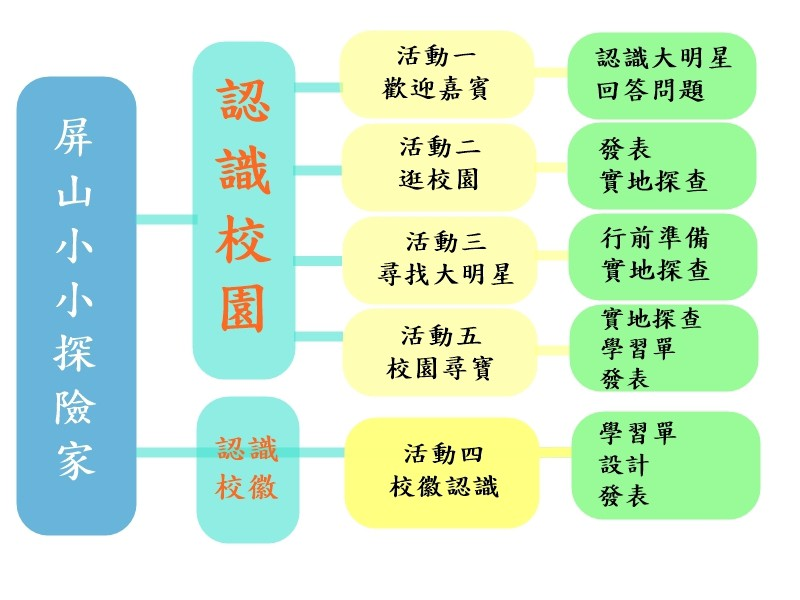 屏山小小探險家
認識校園
活動一
歡迎嘉賓
認識大明星
回答問題
活動二
逛校園
發表
實地探查
活動三
尋找大明星
行前準備
實地探查
活動五
校園尋寶
實地探查
學習單
發表
認識
校徽
活動四
校徽認識
學習單
設計
發表